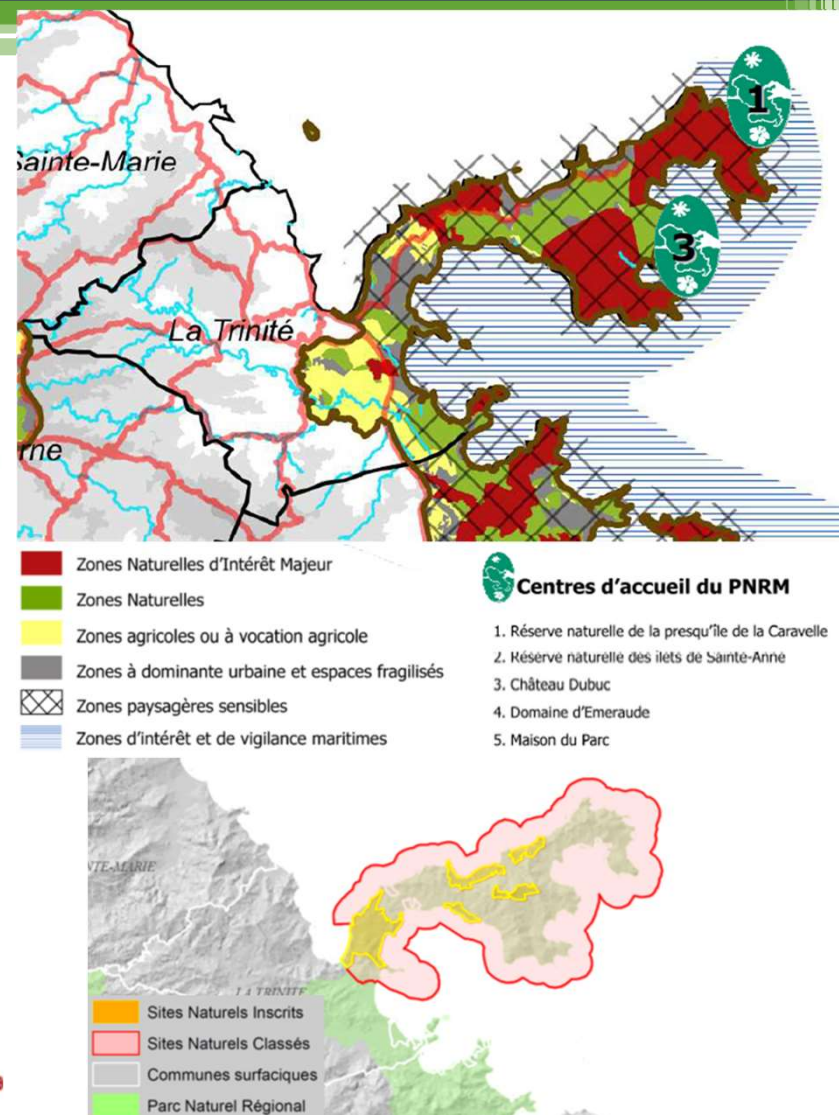 Sainte-Marie
1
3
La Trinité
rne
Zones Naturelles d'Intérêt Majeur
Zones Naturelles
Zones agricoles ou à vocation agricole
Zones à dominante urbaine et espaces fragilisés
Zones paysagères sensibles
Zones d'intérêt et de vigilance maritimes
Centres d'accueil du PNRM
1. Réserve naturelle de la presqu'île de la Caravelle
2. Réserve naturelle des îlets de Sainte-Anne
3. Château Dubuc
4. Domaine d'Emeraude
5. Maison du Parc
NTE-MARIE
LA TRINITE
Sites Naturels Inscrits
Sites Naturels Classés
Communes surfaciques
Parc Naturel Régional